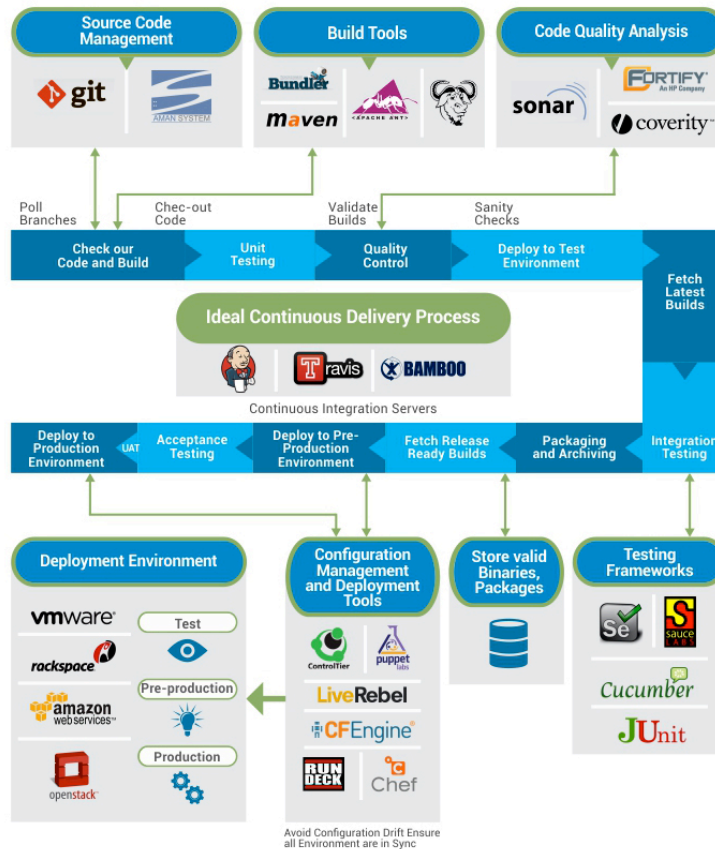 Source Code
Management
Build Tools
Code Quality Analysis
git
AMAN SYSTEM
Bundler
maven
<APACHE ANT>
sonar
FORTIFY
An HP Company
coverity™
Poll
Branches
Chec-out
Code
Validate
Builds
Sanity
Checks
Check our
Code and Build
Unit
Testing
Quality
Control
Deploy to Test
Environment
Fetch
Latest
Builds
Ideal Continuous Delivery Process
Travis
BAMBOO
Continuous Integration Servers
Deploy to
Production
Environment
UAT
Acceptance
Testing
Deploy to Pre-
Production
Environment
Fetch Release
Ready Builds
Packaging
and Archiving
Integration
Testing
Deployment Environment
vmware®
rackspace
amazon
web services™
openstack™
Test
Pre-production
Production
Configuration
Management
and Deployment
Tools
ControlTier
puppet
labs
LiveRebel
CFEngine®
RUN
DECK
Chef
Avoid Configuration Drift Ensure
all Environment are in Sync
Store valid
Binaries,
Packages
Testing
Frameworks
Se
S
SAUCE
LABS
Cucumber
JUnit